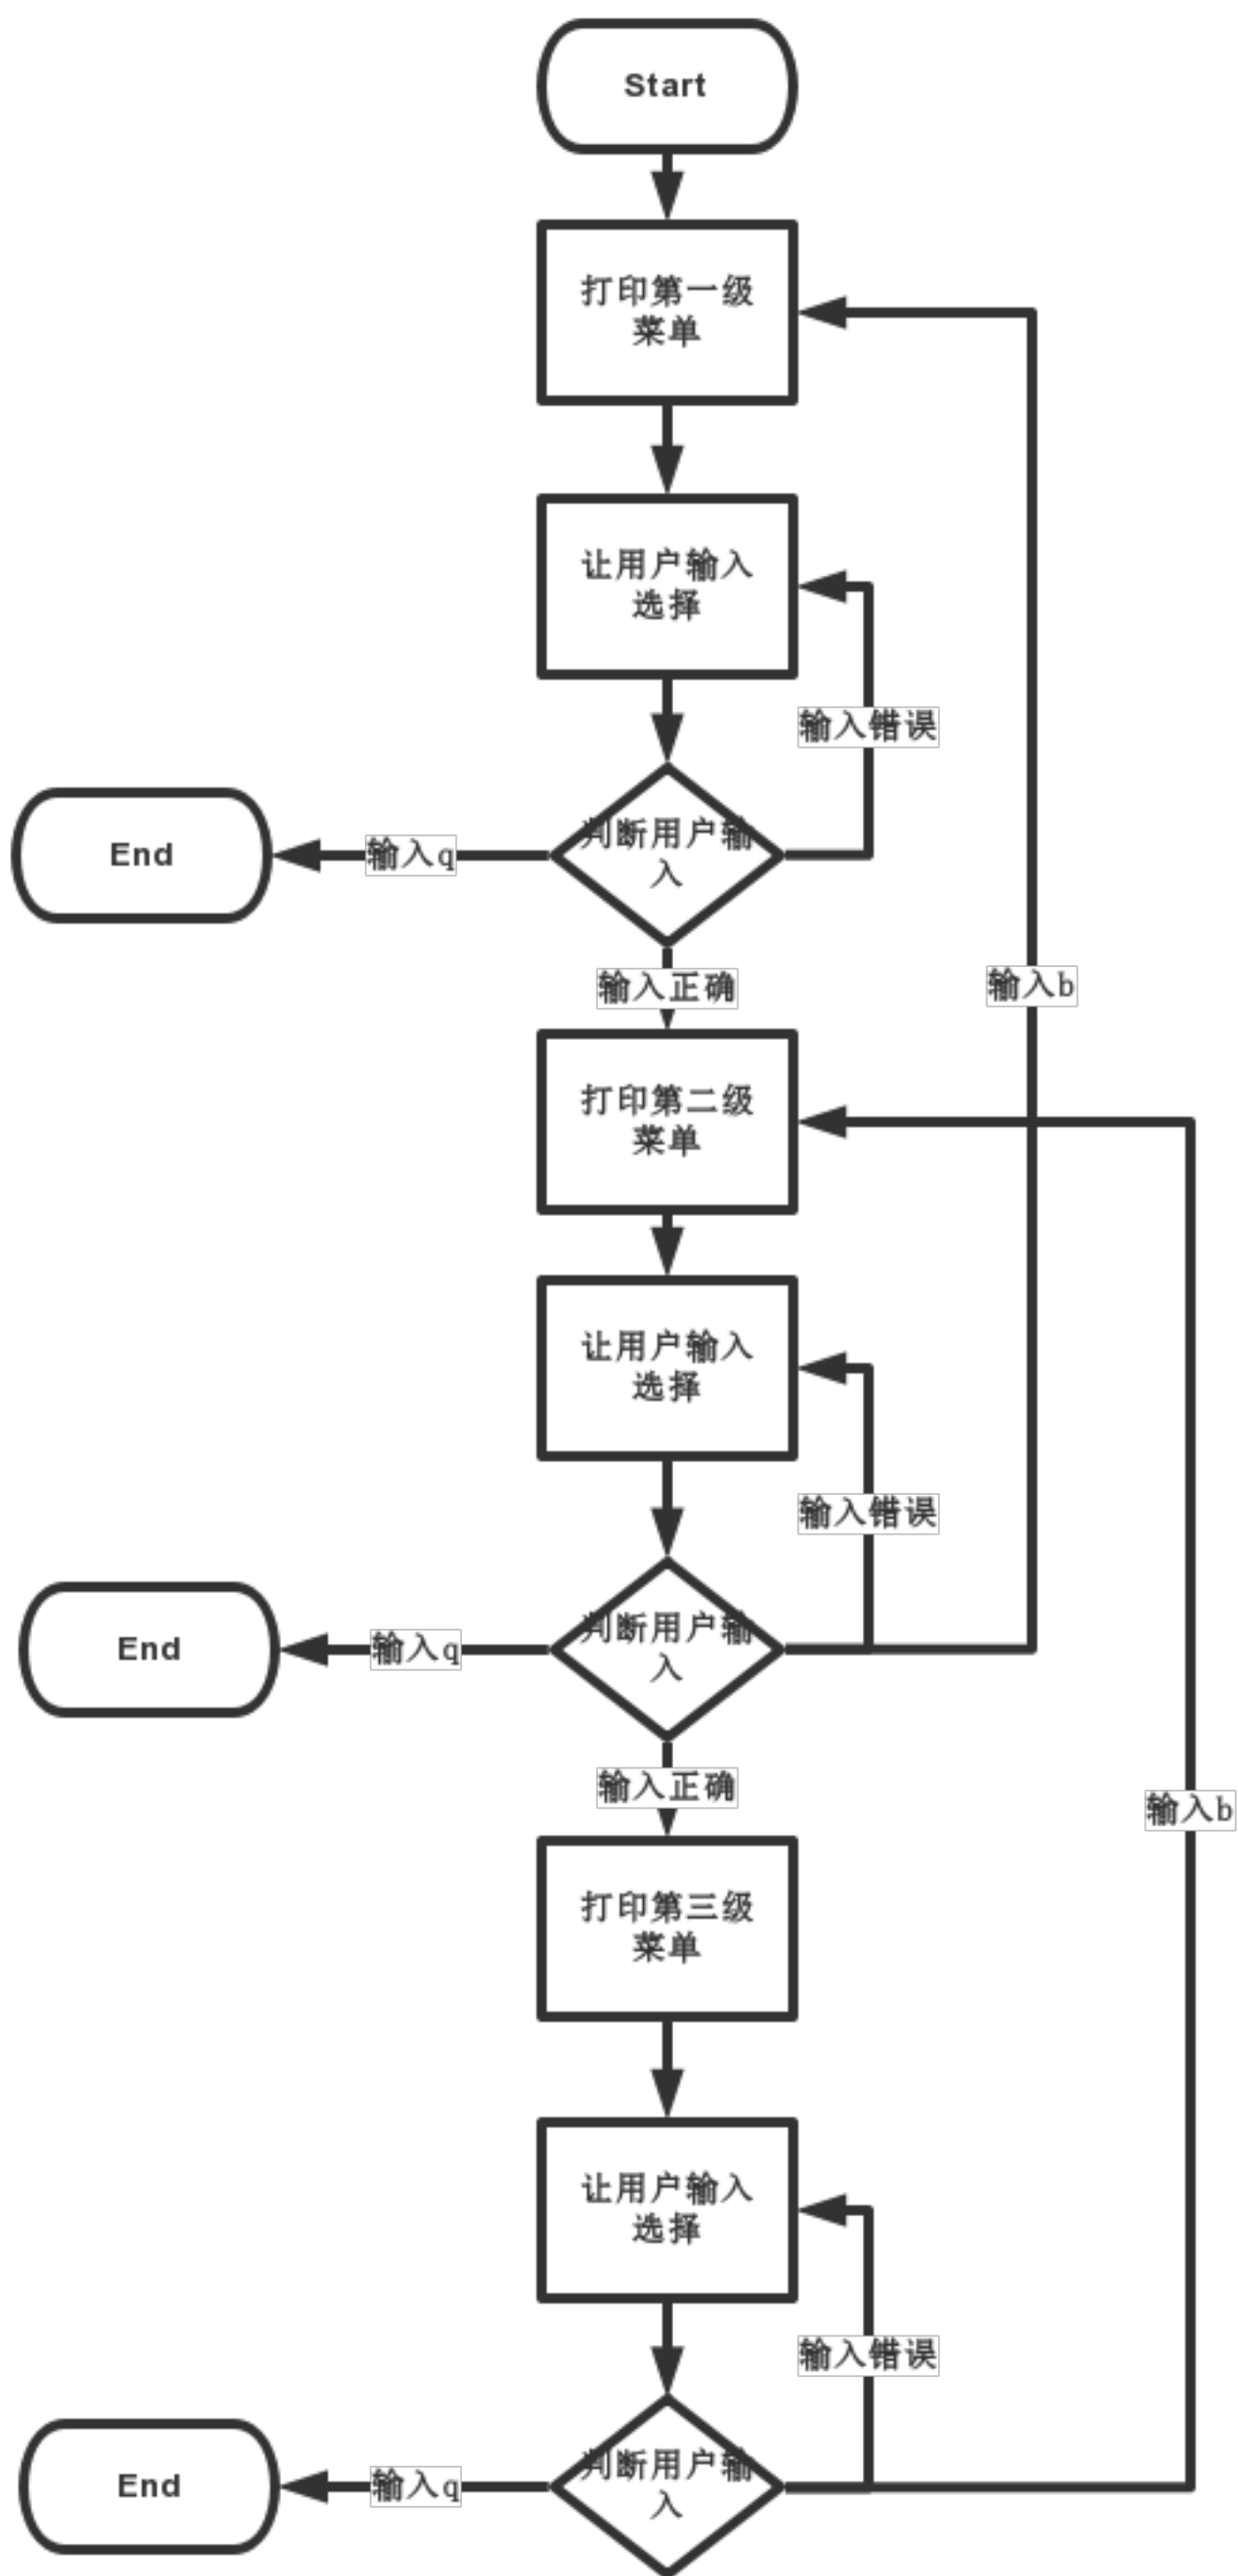 Start
打印第一级
菜单
让用户输入
选择
输入错误
判断用户输
入
End
输入q
输入正确
输入b
打印第二级
菜单
让用户输入
选择
输入错误
判断用户输
入
End
输入q
输入正确
输入b
打印第三级
菜单
让用户输入
选择
输入错误
判断用户输
入
End
输入q